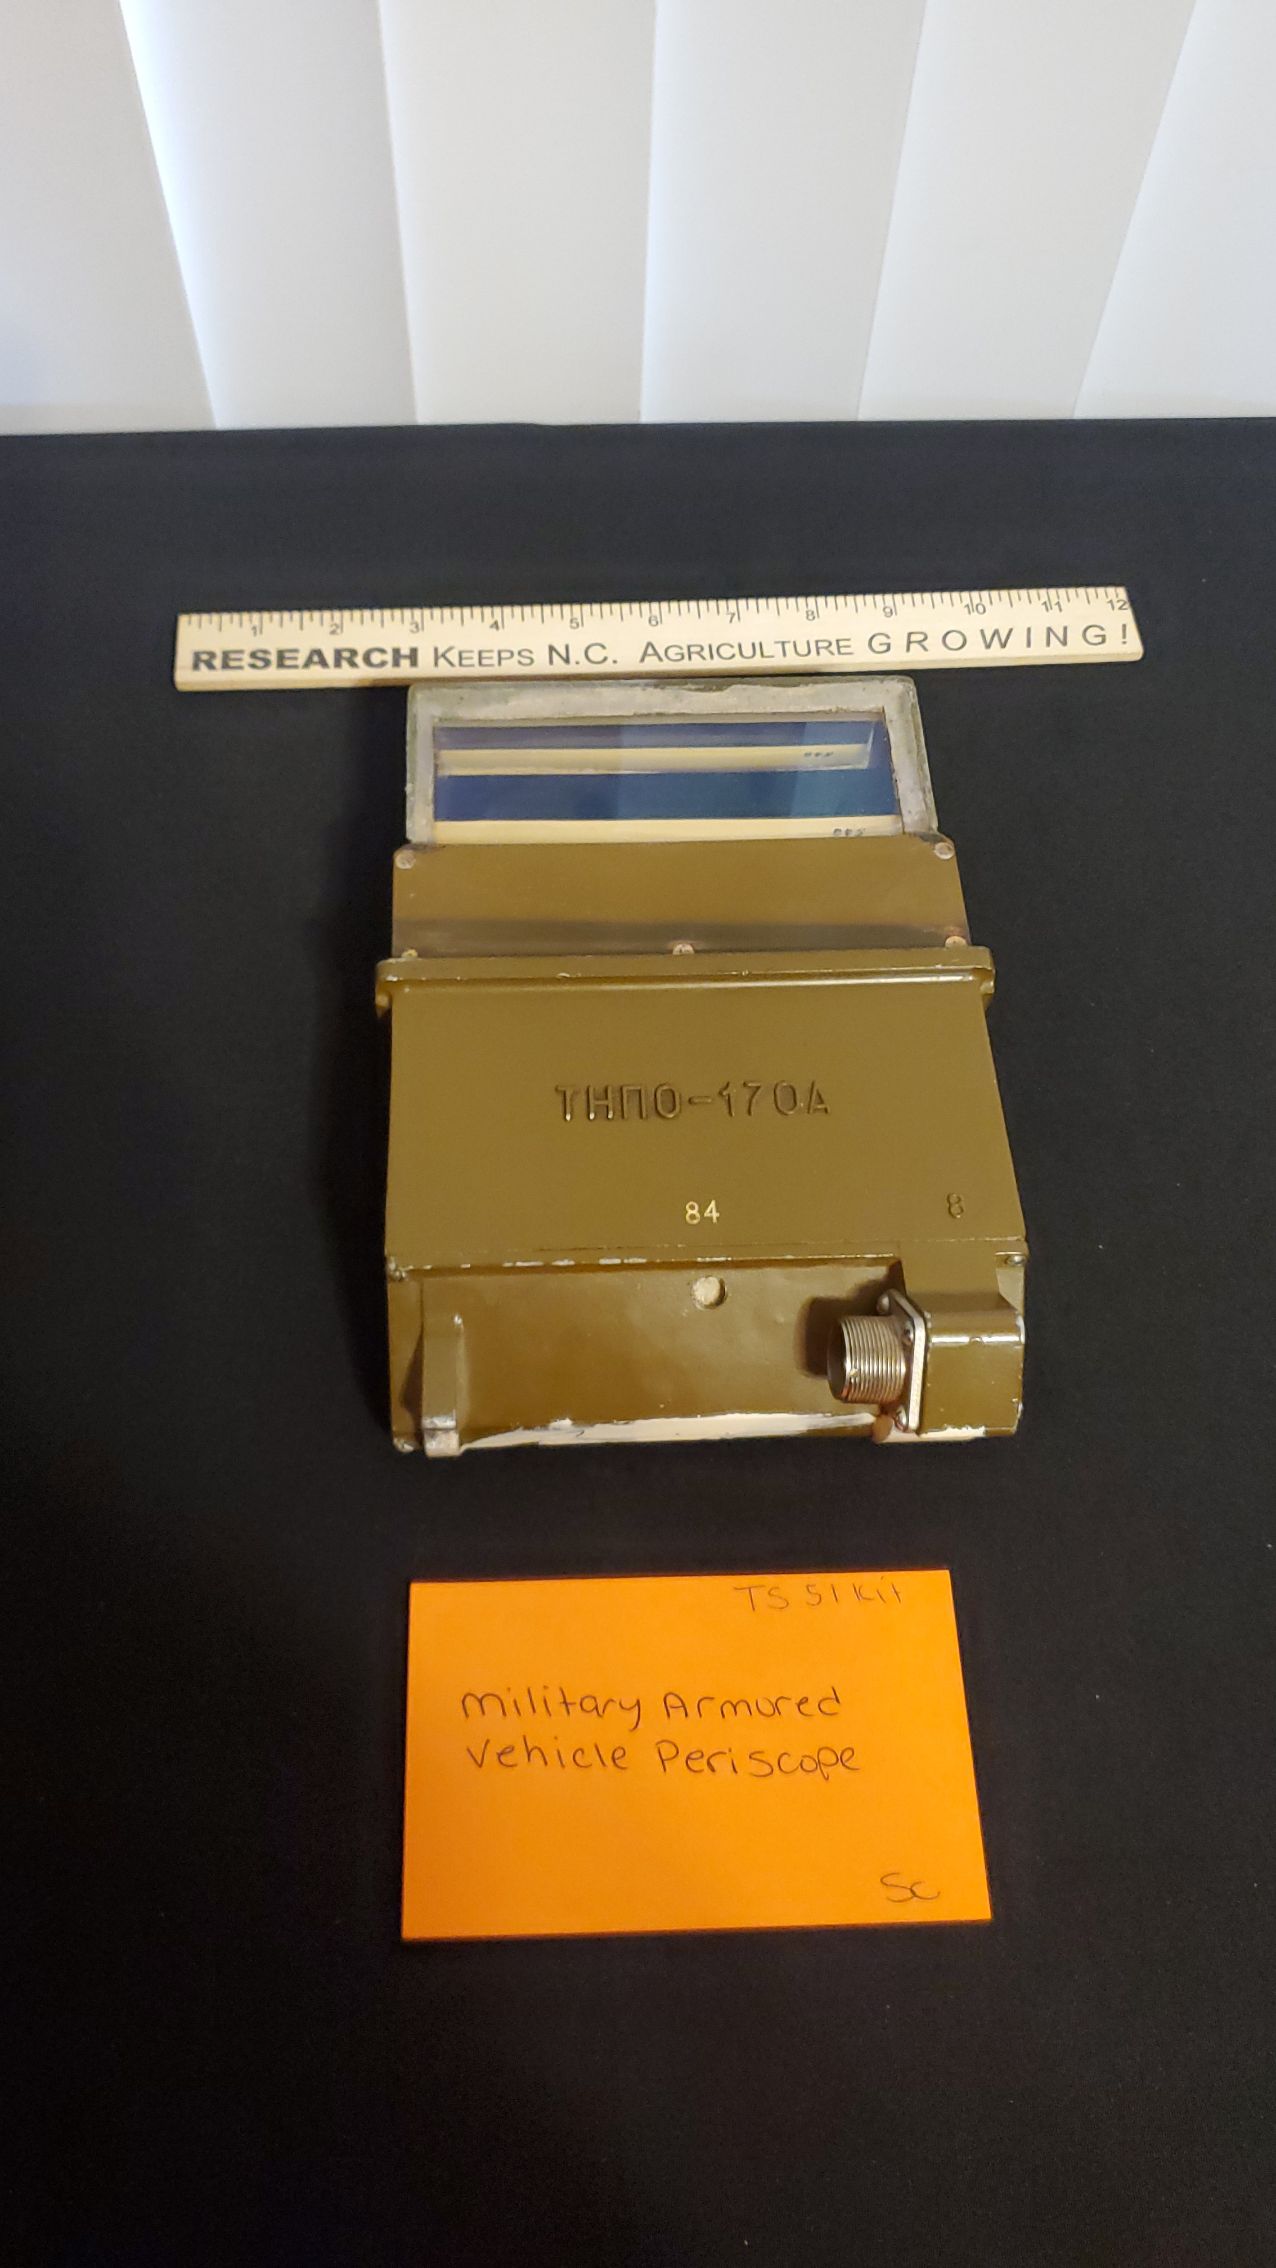 1 2 3 4 5 6 7 8 9 10 11 12
RESEARCH KEEPS N.C. AGRICULTURE GROWING!
ТНПО-170А
84
8
TS 51 Kit
Military Armured
Vehicle Periscope
SC